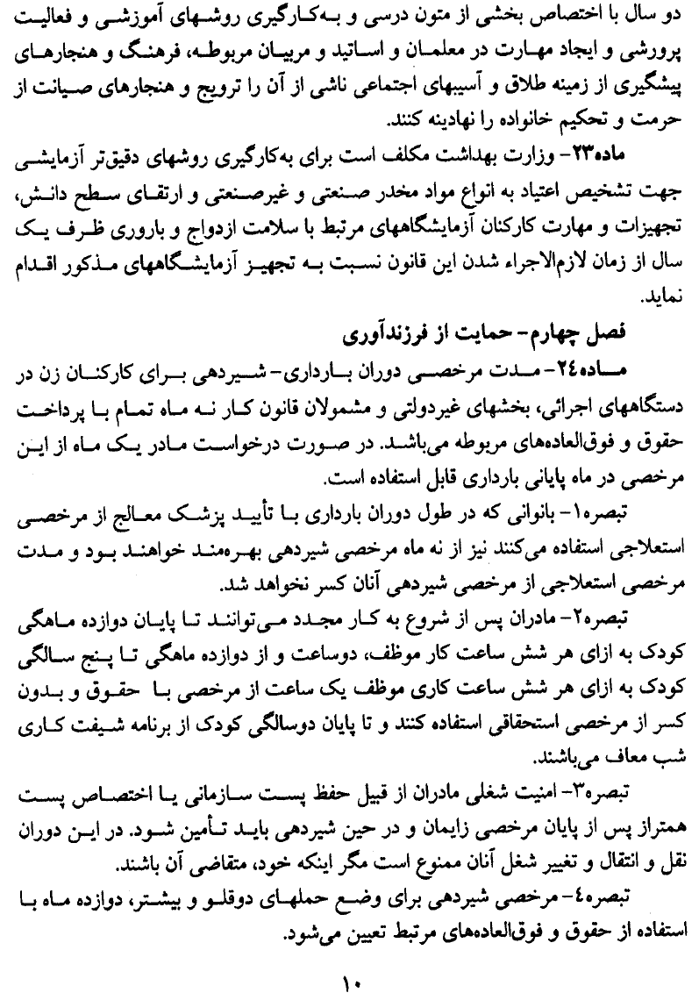 دو سال با اختصاص بخشی از متون درسی و به‌کارگیری روشهای آموزشی و فعالیت
پرورشی و ایجاد مهارت در معلمان و اساتید و مربیان مربوطه، فرهنگ و هنجارهای
پیشگیری از زمینه طلاق و آسیبهای اجتماعی ناشی از آن را ترویج و هنجارهای صیانت از
حرمت و تحکیم خانواده را نهادینه کنند.
ماده۲۳- وزارت بهداشت مکلف است برای به‌کارگیری روشهای دقیق‌تر آزمایشی
جهت تشخیص اعتیاد به انواع مواد مخدر صنعتی و غیرصنعتی و ارتقای سطح دانش،
تجهیزات و مهارت کارکنان آزمایشگاههای مرتبط با سلامت ازدواج و باروری ظرف یک
سال از زمان لازم‌الاجراء شدن این قانون نسبت به تجهیز آزمایشگاههای مذکور اقدام
نماید.
فصل چهارم- حمایت از فرزندآوری
ماده۲۴- مدت مرخصی دوران بارداری- شیردهی برای کارکنان زن در
دستگاههای اجرائی، بخشهای غیردولتی و مشمولان قانون کار نه ماه تمام با پرداخت
حقوق و فوق‌العاده‌های مربوطه می‌باشد. در صورت درخواست مادر یک ماه از این
مرخصی در ماه پایانی بارداری قابل استفاده است.
تبصره۱- بانوانی که در طول دوران بارداری با تأیید پزشک معالج از مرخصی
استعلاجی استفاده می‌کنند نیز از نه ماه مرخصی شیردهی بهره‌مند خواهند بود و مدت
مرخصی استعلاجی از مرخصی شیردهی آنان کسر نخواهد شد.
تبصره۲- مادران پس از شروع به کار مجدد می‌توانند تا پایان دوازده ماهگی
کودک به ازای هر شش ساعت کار موظف، دوساعت و از دوازده ماهگی تا پنج سالگی
کودک به ازای هر شش ساعت کاری موظف یک ساعت از مرخصی با حقوق و بدون
کسر از مرخصی استحقاقی استفاده کنند و تا پایان دوسالگی کودک از برنامه شیفت کاری
شب معاف می‌باشند.
تبصره۳- امنیت شغلی مادران از قبیل حفظ پست سازمانی یا اختصاص پست
همتراز پس از پایان مرخصی زایمان و در حین شیردهی باید تأمین شود. در این دوران
نقل و انتقال و تغییر شغل آنان ممنوع است مگر اینکه خود، متقاضی آن باشند.
تبصره۴- مرخصی شیردهی برای وضع حملهای دوقلو و بیشتر، دوازده ماه با
استفاده از حقوق و فوق‌العاده‌های مرتبط تعیین می‌شود.
۱۰